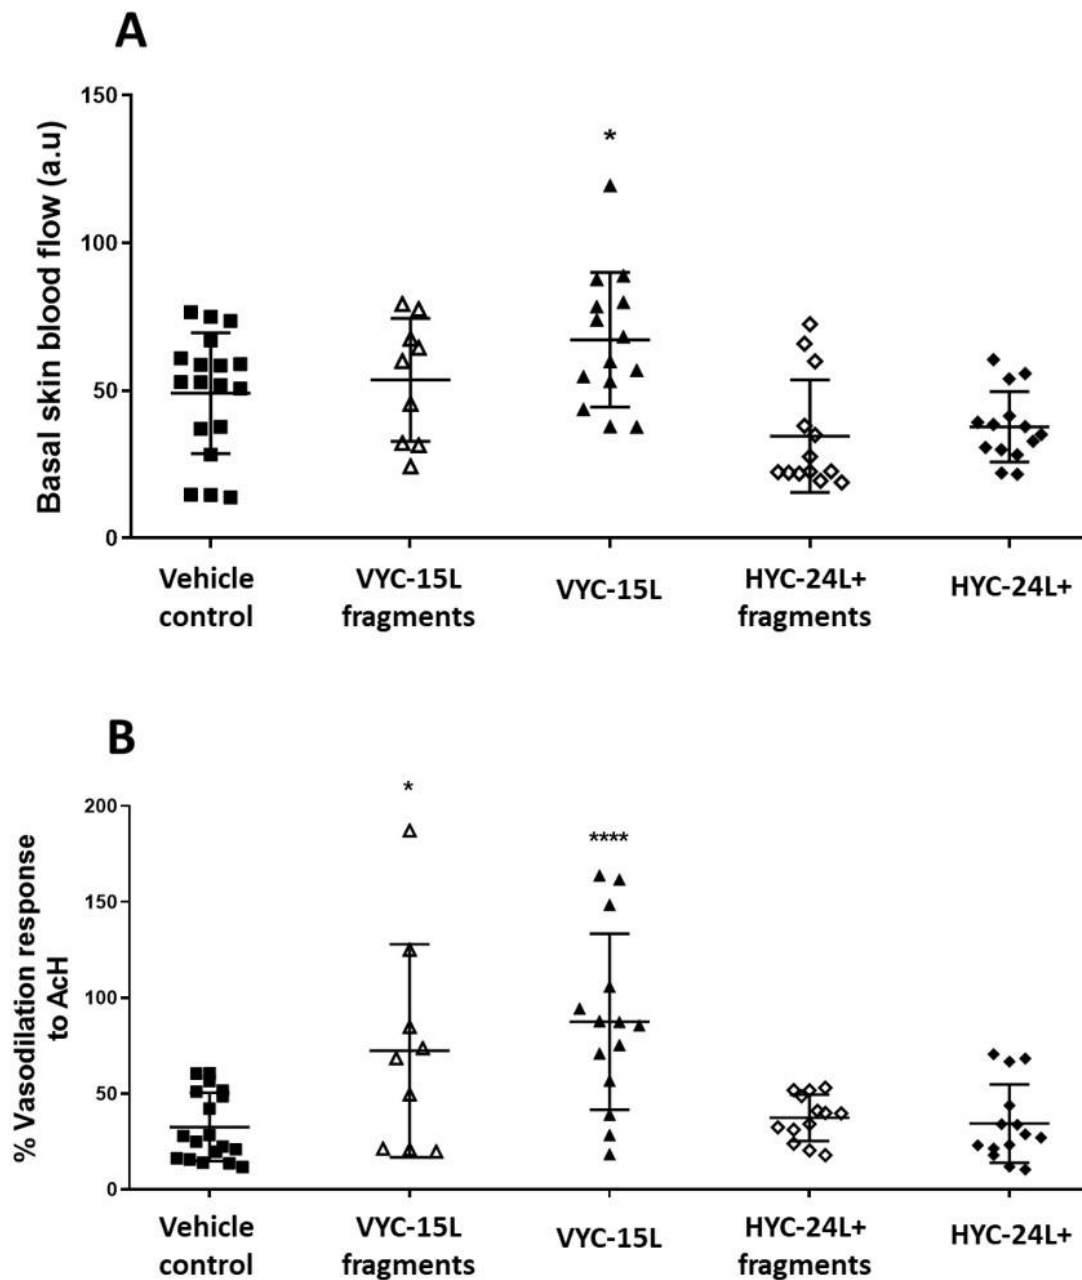 A
Basal skin blood flow (a.u)
150
100
50
0
*
Vehicle
control
VYC-15L
fragments
VYC-15L
HYC-24L+
fragments
HYC-24L+
B
% Vasodilation response
to AcH
200
150
100
50
0
*
****
Vehicle
control
VYC-15L
fragments
VYC-15L
HYC-24L+
fragments
HYC-24L+